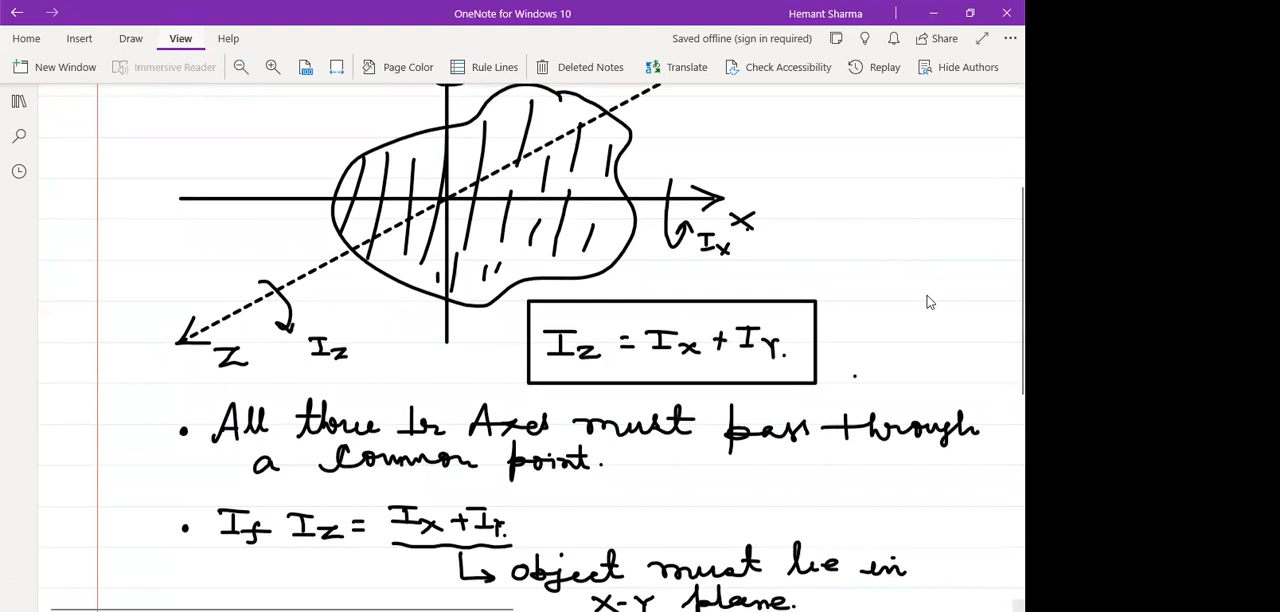 OneNote for Windows 10
Hemant Sharma
Home Insert Draw View Help
Saved offline (sign in required) Share
New Window Immersive Reader Page Color Rule Lines Deleted Notes Translate Check Accessibility Replay Hide Authors
X
Ix
Z
Iz
Iz = Ix + Iy.
• All three ⊥r Axes must pass through
a common point.
• If Iz = Ix + Iy.
↳ object must lie in
X-Y plane.